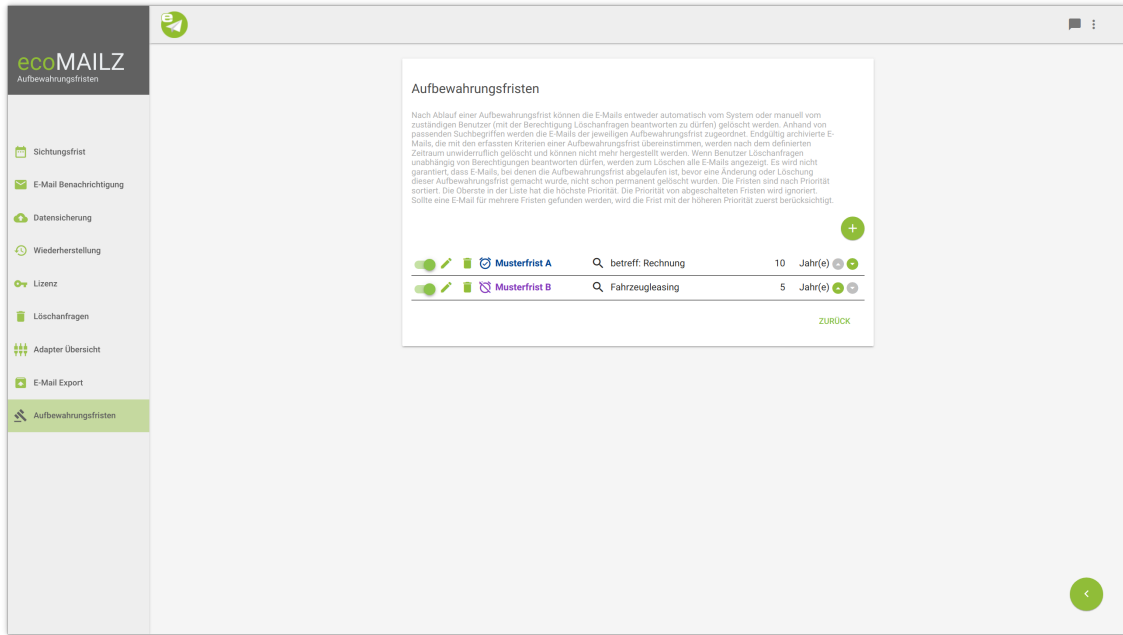 ecoMAILZ
Aufbewahrungsfristen
Sichtungsfrist
E-Mail Benachrichtigung
Datensicherung
Wiederherstellung
Lizenz
Löschanfragen
Adapter Übersicht
E-Mail Export
Aufbewahrungsfristen
Aufbewahrungsfristen
Nach Ablauf einer Aufbewahrungsfrist können die E-Mails entweder automatisch vom System oder manuell vom
zuständigen Benutzer (mit der Berechtigung Löschanfragen beantworten zu dürfen) gelöscht werden. Anhand von
passenden Suchbegriffen werden die E-Mails der jeweiligen Aufbewahrungsfrist zugeordnet. Endgültig archivierte E-
Mails, die mit den erfassten Kriterien einer Aufbewahrungsfrist übereinstimmen, werden nach dem definierten
Zeitraum unwiderruflich gelöscht und können nicht mehr hergestellt werden. Wenn Benutzer Löschanfragen
unabhängig von Berechtigungen beantworten dürfen, werden zum Löschen alle E-Mails angezeigt. Es wird nicht
garantiert, dass E-Mails, bei denen die Aufbewahrungsfrist abgelaufen ist, bevor eine Änderung oder Löschung
dieser Aufbewahrungsfrist gemacht wurde, nicht schon permanent gelöscht wurden. Die Fristen sind nach Priorität
sortiert. Die Oberste in der Liste hat die höchste Priorität. Die Priorität von abgeschalteten Fristen wird ignoriert.
Sollte eine E-Mail für mehrere Fristen gefunden werden, wird die Frist mit der höheren Priorität zuerst berücksichtigt.
Musterfrist A betreff: Rechnung 10 Jahr(e)
Musterfrist B Fahrzeugleasing 5 Jahr(e)
ZURÜCK